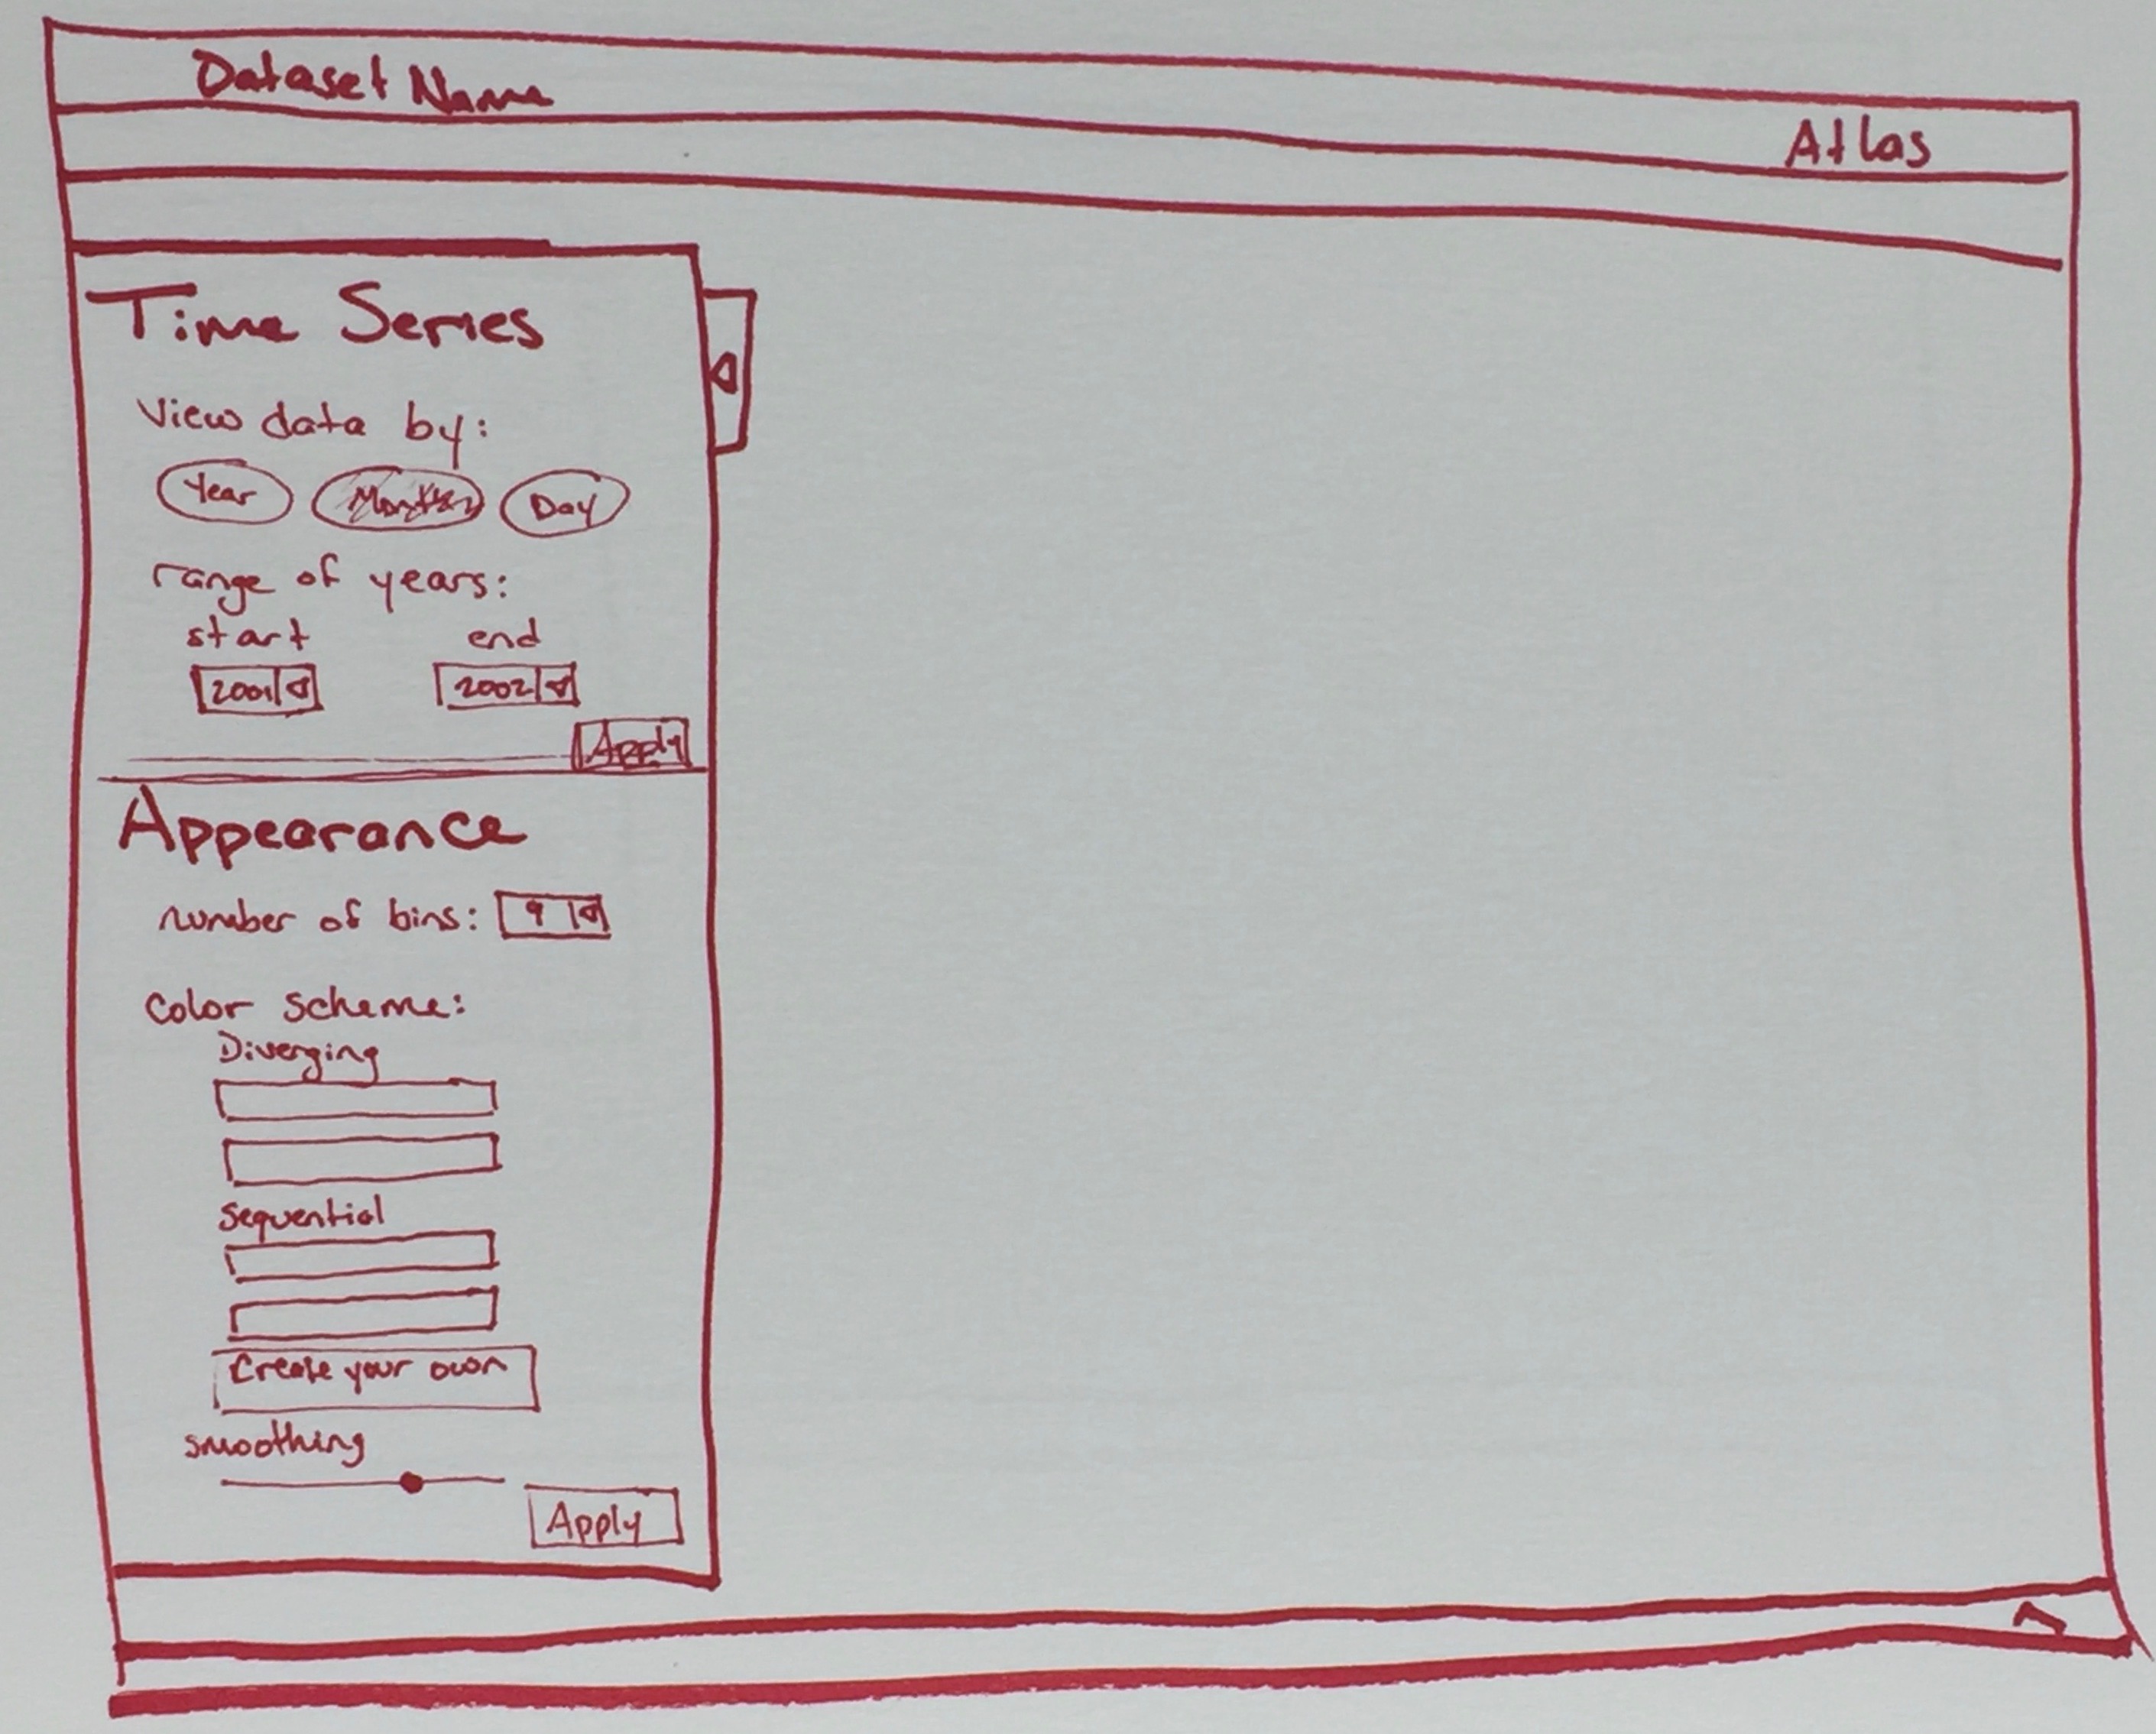 Dataset Name
Atlas
Time Series
View data by:
Year Month Day
range of years:
start end
2001 2002
Apply
Appearance
number of bins: 9
Color scheme:
Diverging
sequential
Create your own
smoothing
Apply